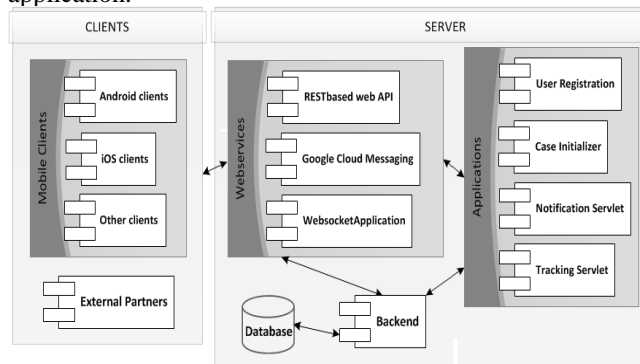 application.
CLIENTS
Mobile Clients
Android clients
iOS clients
Other clients
External Partners
SERVER
Webservices
RESTbased web API
Google Cloud Messaging
WebsocketApplication
Applications
User Registration
Case Initializer
Notification Servlet
Tracking Servlet
Database
Backend